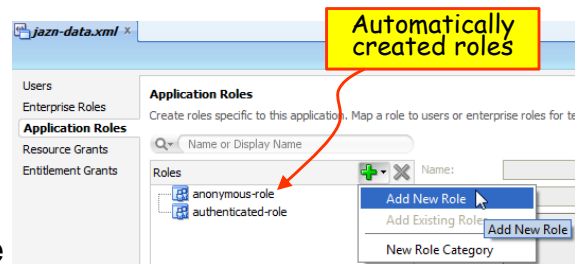 Automatically
created roles
jazn-data.xml
Users
Enterprise Roles
Application Roles
Resource Grants
Entitlement Grants
Application Roles
Create roles specific to this application. Map a role to users or enterprise roles for te
Name or Display Name
Roles
Name:
anonymous-role
authenticated-role
Add New Role
Add Existing Role
Add New Role
New Role Category
e